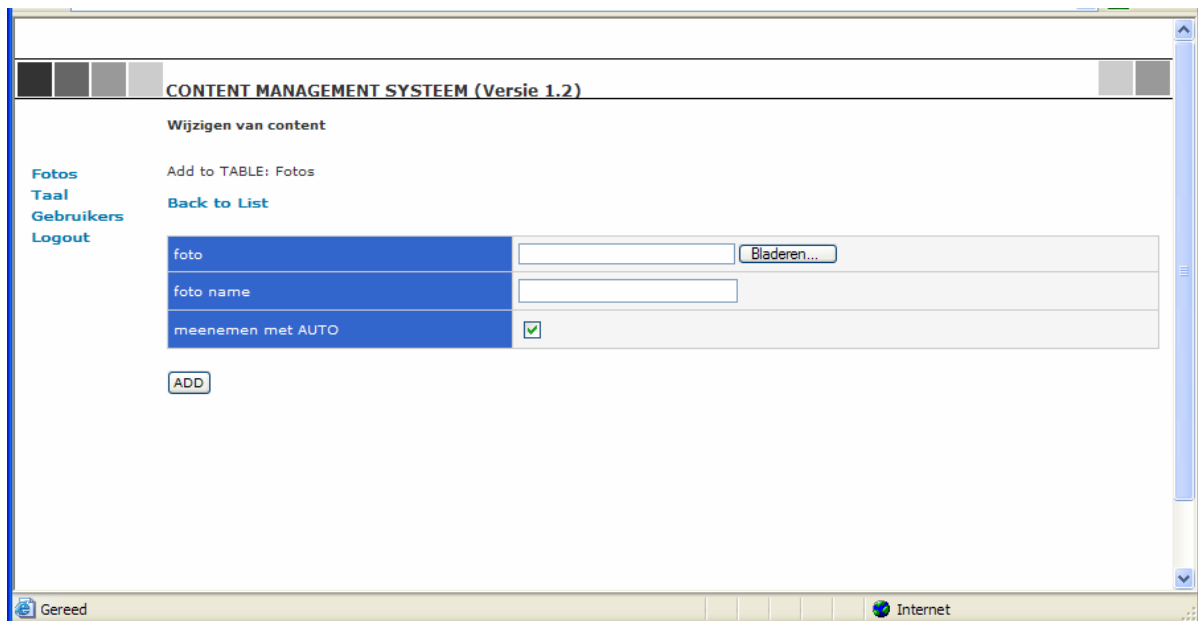 CONTENT MANAGEMENT SYSTEEM (Versie 1.2)
Wijzigen van content
Fotos
Taal
Gebruikers
Logout
Add to TABLE: Fotos
Back to List
foto
Bladeren...
foto name
meenemen met AUTO
ADD
Gereed
Internet